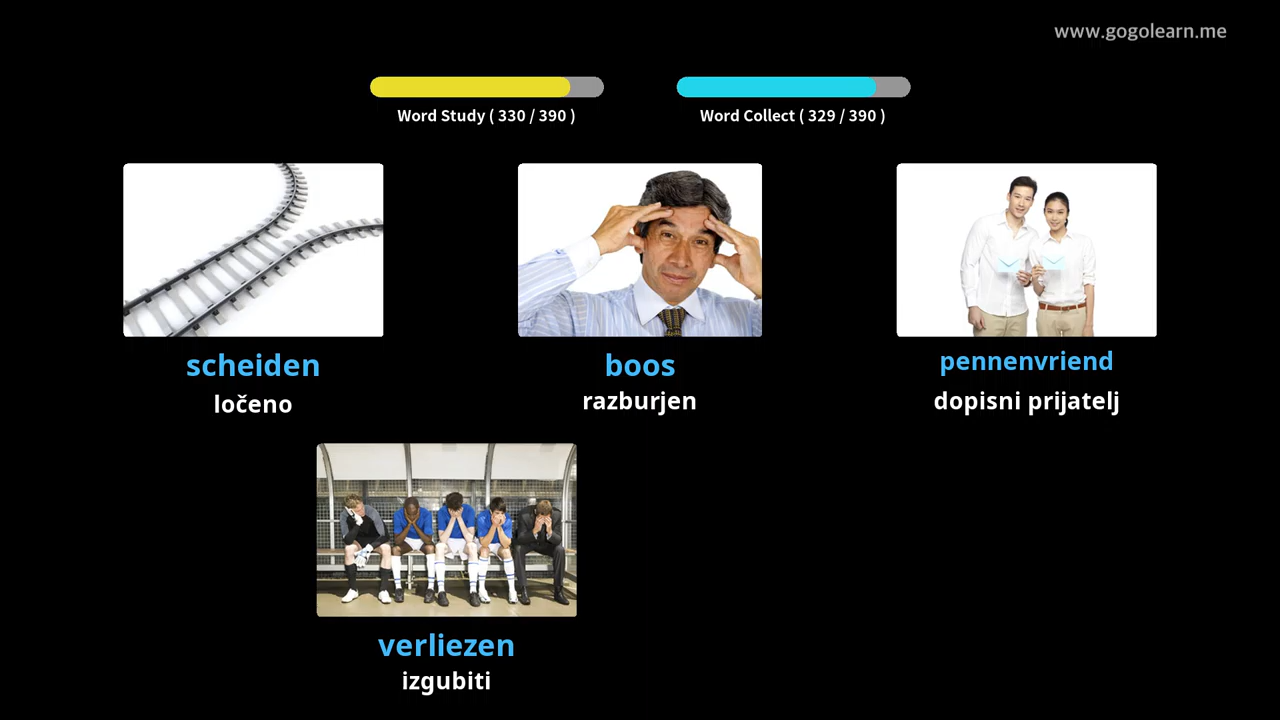 www.gogolearn.me
Word Study ( 330 / 390 )
Word Collect ( 329 / 390 )
scheiden
ločeno
boos
razburjen
pennenvriend
dopisni prijatelj
verliezen
izgubiti